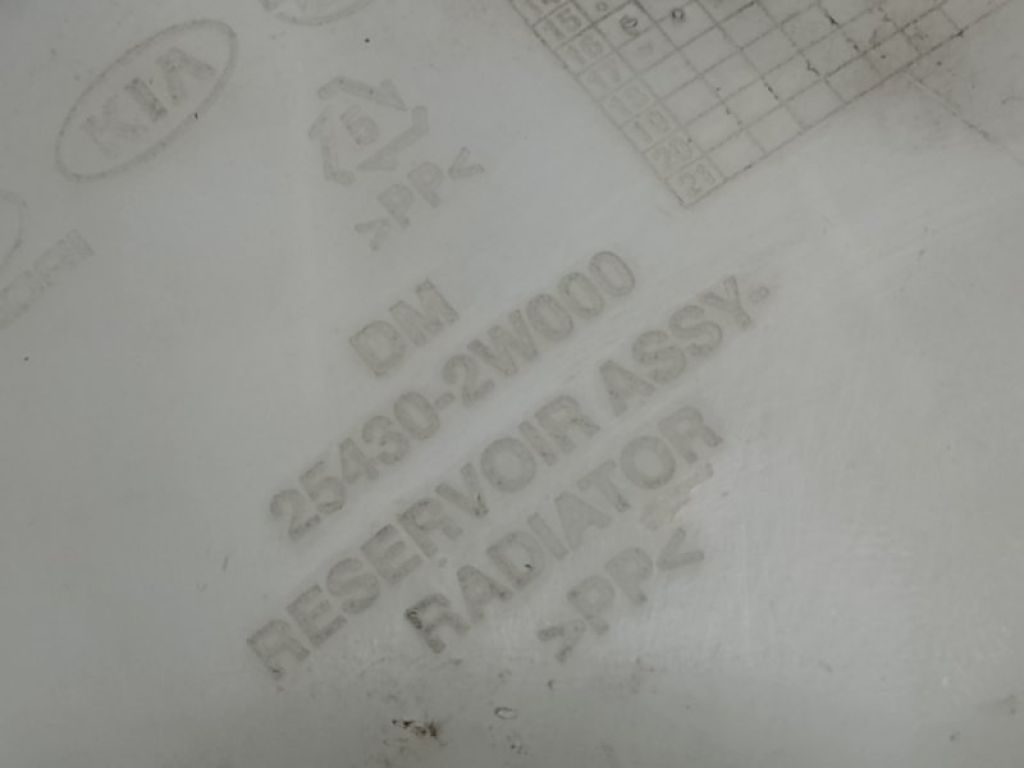 KIA
5
>PP<
DM
25430-2W000
RESERVOIR ASSY.
RADIATOR
>PP<